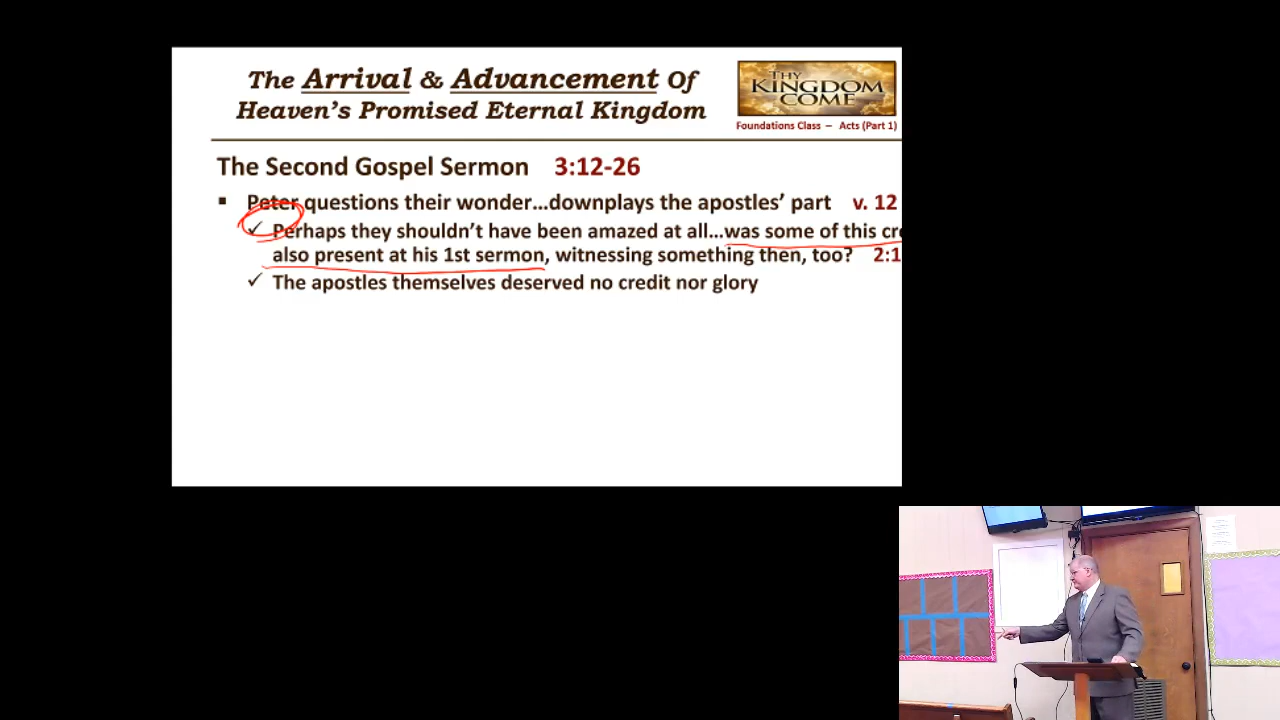 The Arrival & Advancement Of
Heaven's Promised Eternal Kingdom
THY
KINGDOM
COME
Foundations Class – Acts (Part 1)
The Second Gospel Sermon 3:12-26
▪ Peter questions their wonder...downplays the apostles' part v. 12
✓ Perhaps they shouldn't have been amazed at all...was some of this
also present at his 1st sermon, witnessing something then, too? 2:1
✓ The apostles themselves deserved no credit nor glory